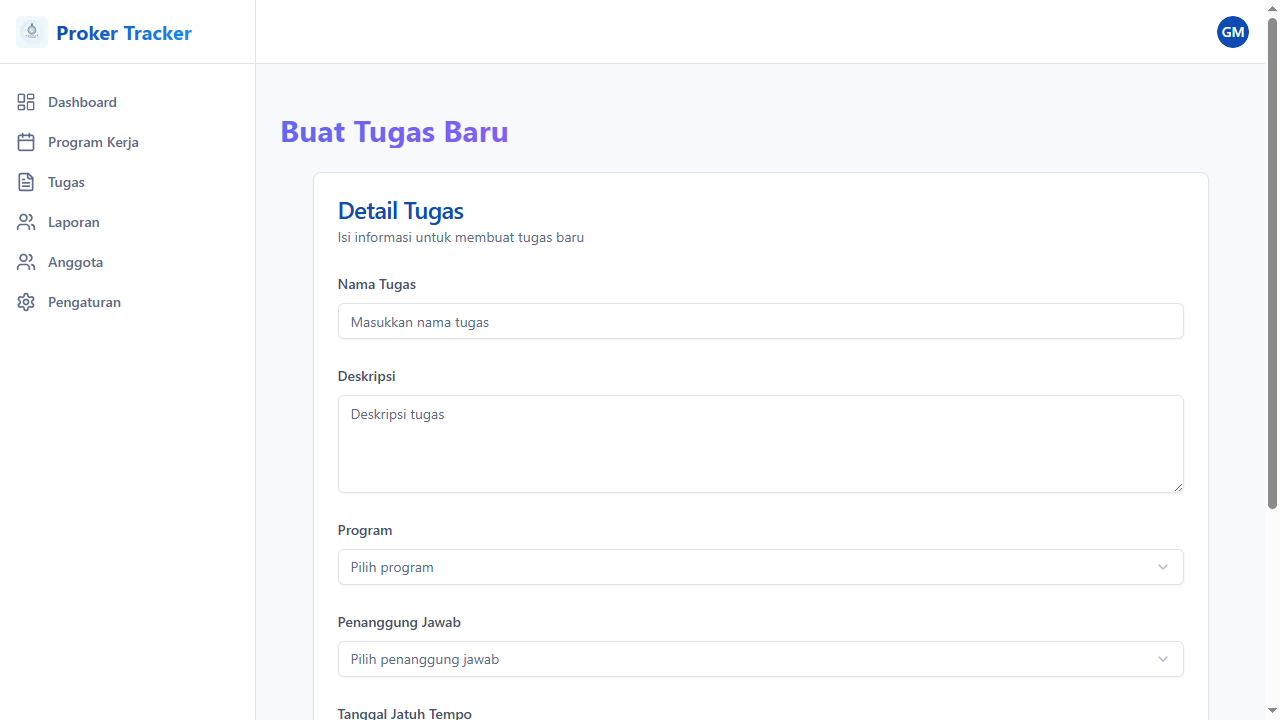 Proker Tracker
GM
Dashboard
Program Kerja
Tugas
Laporan
Anggota
Pengaturan
Buat Tugas Baru
Detail Tugas
Isi informasi untuk membuat tugas baru
Nama Tugas
Masukkan nama tugas
Deskripsi
Deskripsi tugas
Program
Pilih program
Penanggung Jawab
Pilih penanggung jawab
Tanggal Jatuh Tempo